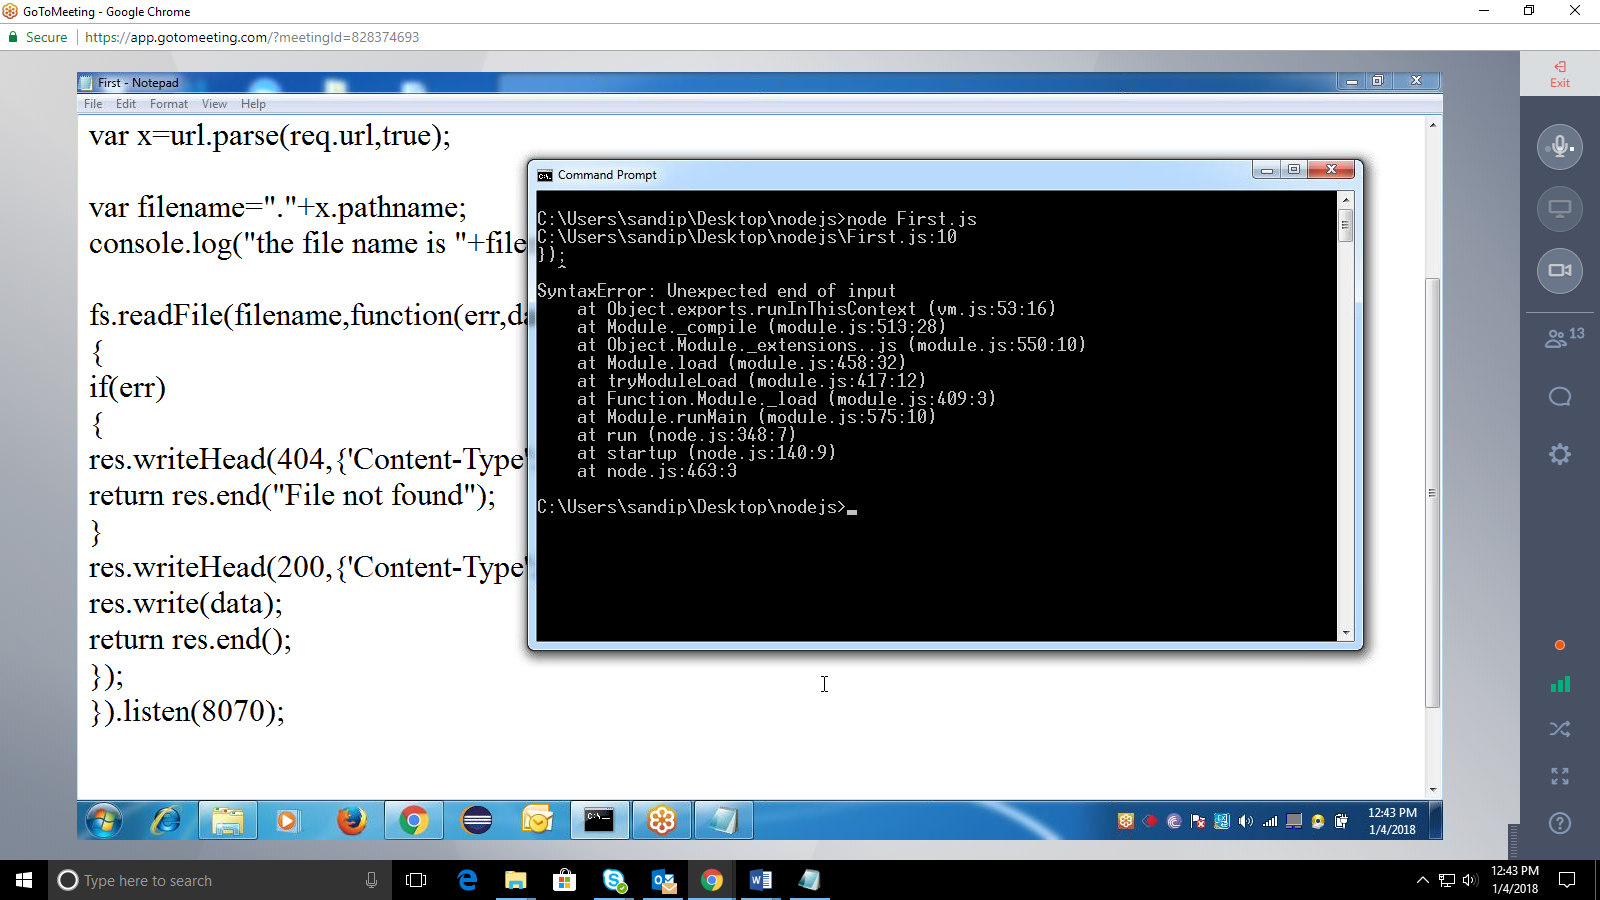 GoToMeeting - Google Chrome
Secure
https://app.gotomeeting.com/?meetingId=828374693
Exit
First - Notepad
File Edit Format View Help
var x=url.parse(req.url,true);
var filename="."+x.pathname;
console.log("the file name is "+file
fs.readFile(filename,function(err,da
{
if(err)
{
res.writeHead(404,{'Content-Type'
return res.end("File not found");
}
res.writeHead(200,{'Content-Type'
res.write(data);
return res.end();
});
}).listen(8070);
Command Prompt
C:\Users\sandip\Desktop\nodejs>node First.js
C:\Users\sandip\Desktop\nodejs\First.js:10
});
^
SyntaxError: Unexpected end of input
at Object.exports.runInThisContext (vm.js:53:16)
at Module._compile (module.js:513:28)
at Object.Module._extensions..js (module.js:550:10)
at Module.load (module.js:458:32)
at tryModuleLoad (module.js:417:12)
at Function.Module._load (module.js:409:3)
at Module.runMain (module.js:575:10)
at run (node.js:348:7)
at startup (node.js:140:9)
at node.js:463:3
C:\Users\sandip\Desktop\nodejs>_
13
12:43 PM
1/4/2018
Type here to search
12:43 PM
1/4/2018